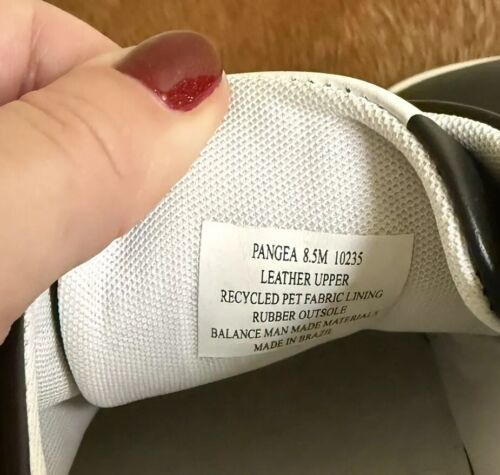 PANGEA 8.5M 10235
LEATHER UPPER
RECYCLED PET FABRIC LINING
RUBBER OUTSOLE
BALANCE MAN MADE MATERIALS
MADE IN BRAZIL